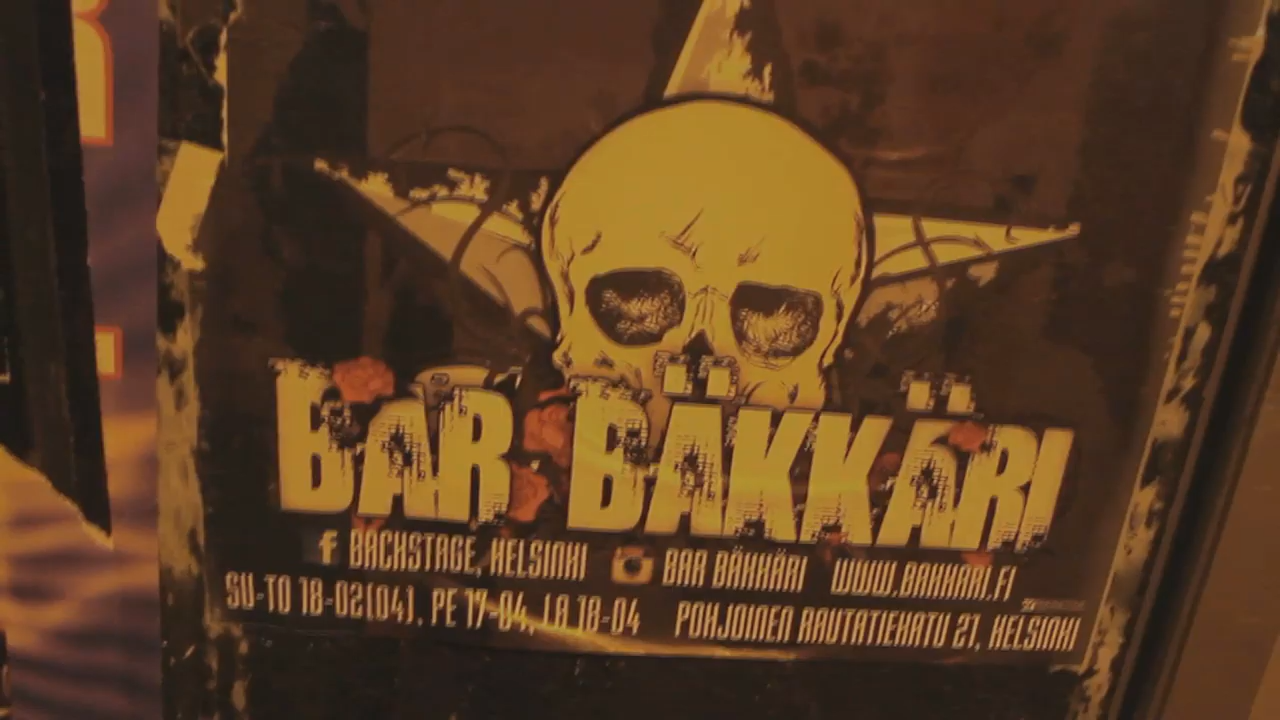 BAR BÄKKÄRI
BACKSTAGE, HELSINKI BAR BÄKKÄRI WWW.BAKKARI.FI
SU-TO 18-02(04), PE 17-04, LA 18-04 POHJOINEN RAUTATIEKATU 21, HELSINKI